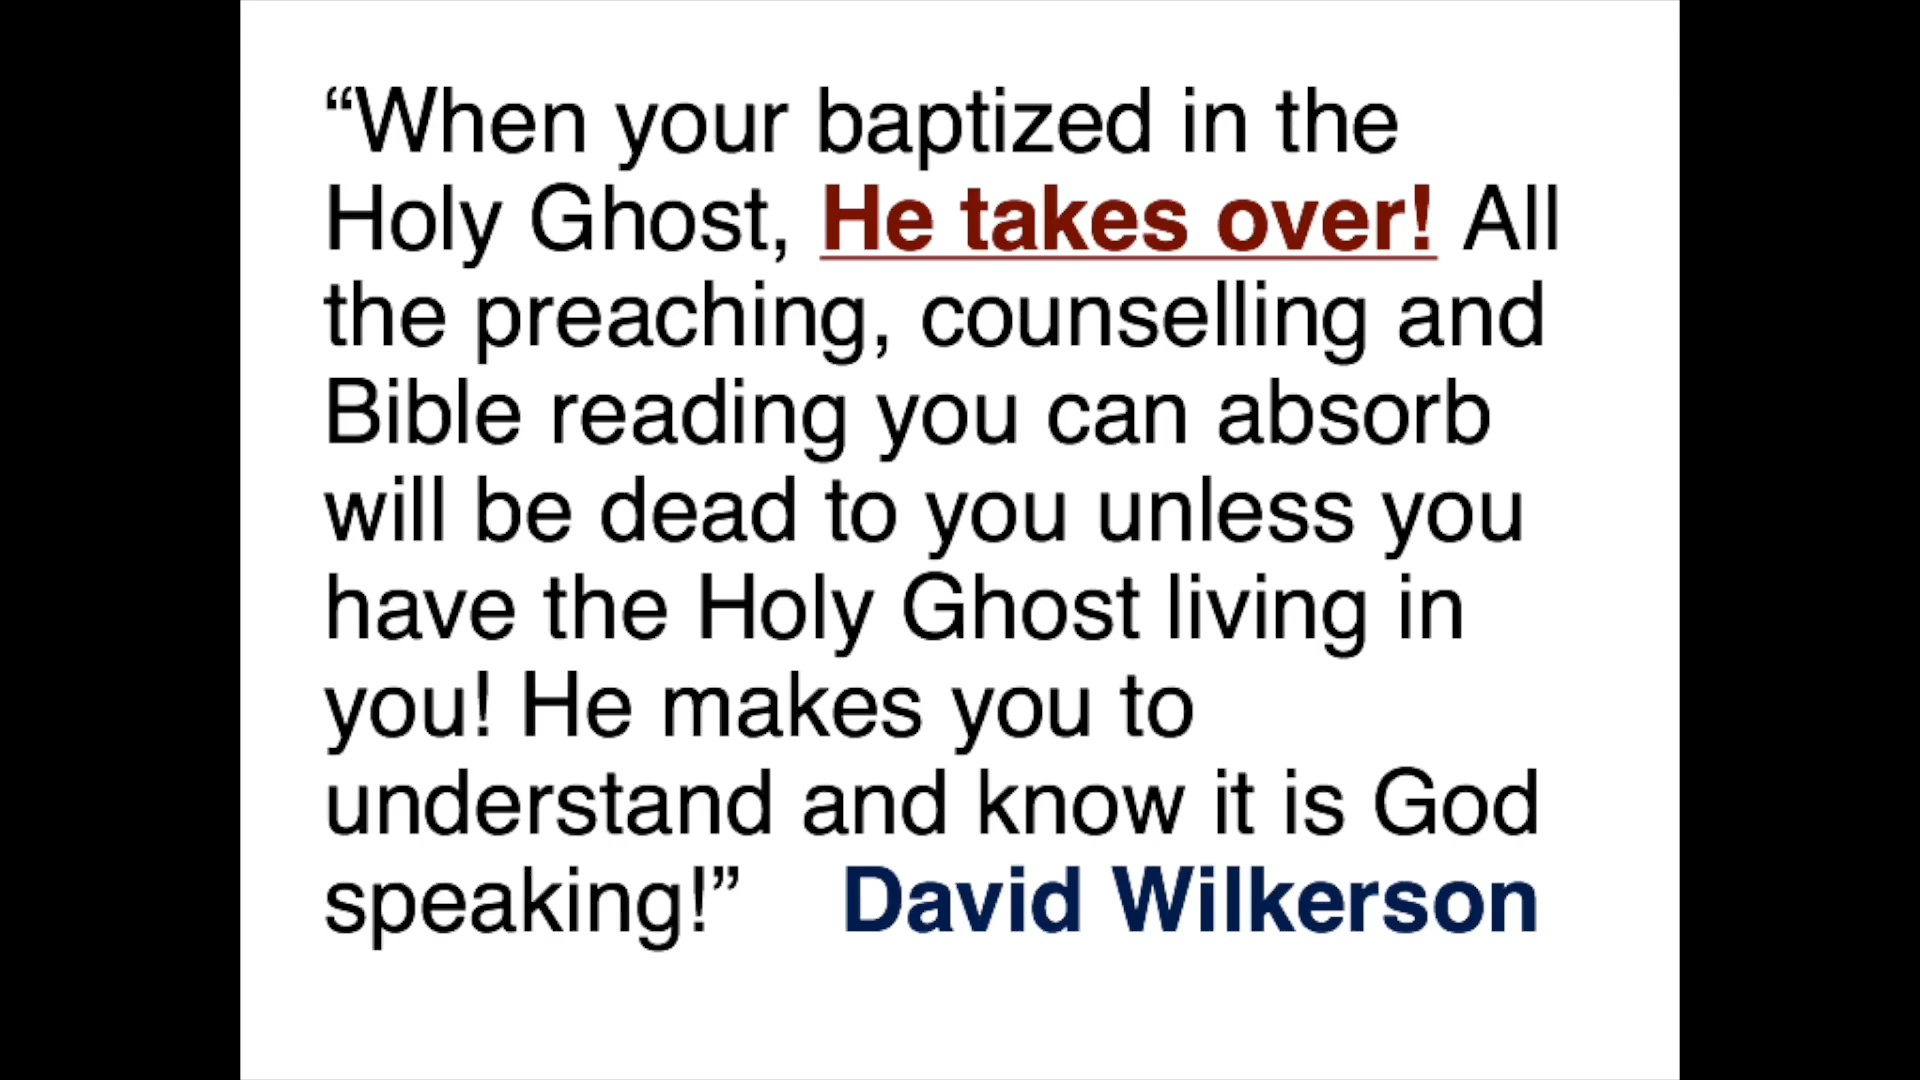 “When your baptized in the
Holy Ghost, He takes over! All
the preaching, counselling and
Bible reading you can absorb
will be dead to you unless you
have the Holy Ghost living in
you! He makes you to
understand and know it is God
speaking!” David Wilkerson